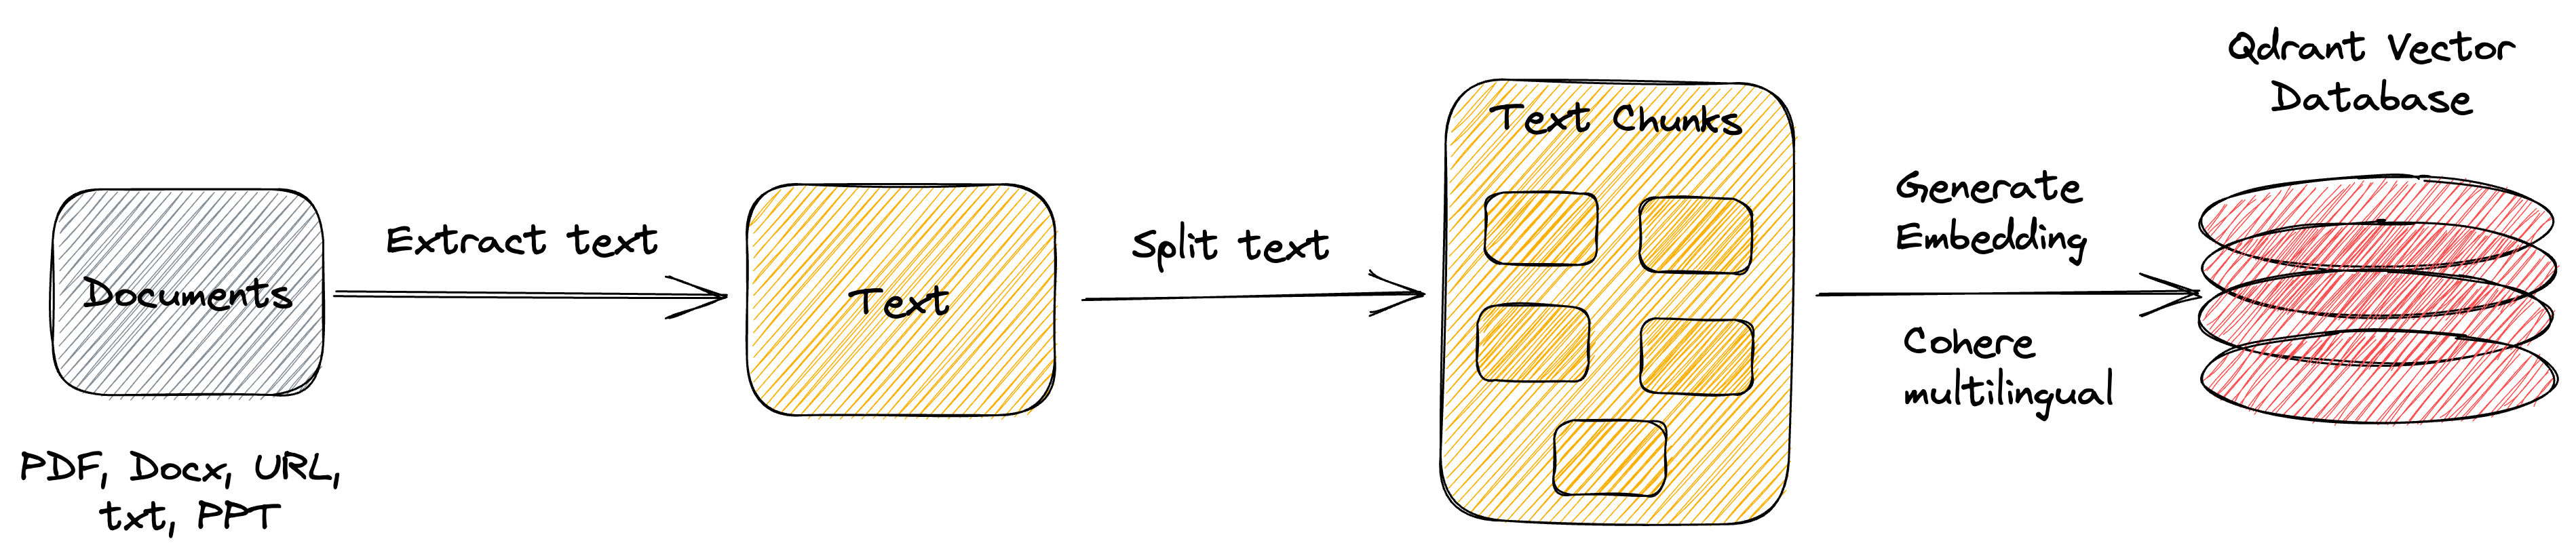 Documents
PDF, Docx, URL,
txt, PPT
Extract text
Text
Split text
Text Chunks
Generate
Embedding
Cohere
multilingual
Qdrant Vector
Database